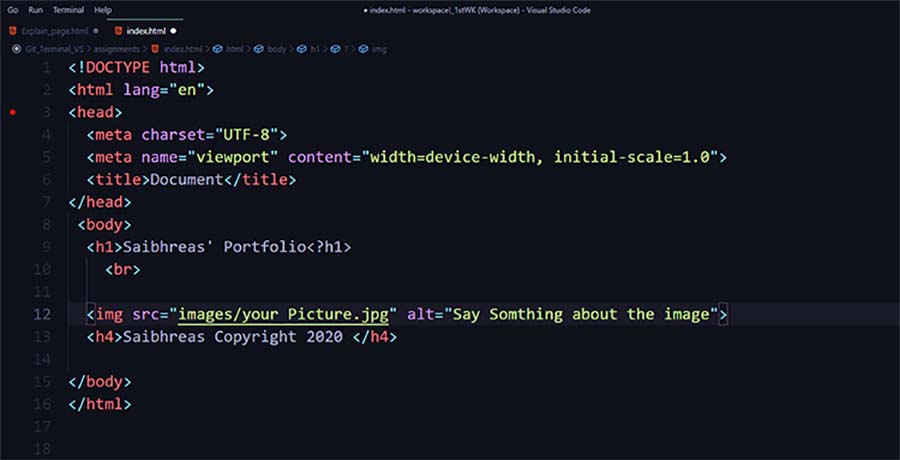 Go Run Terminal Help ● index.html - workspace!_1stWK (Workspace) - Visual Studio Code
Explain_page.html ● index.html ●
Git_Terminal_VS > assignments > index.html > html > body > h1 > ? > img
1 <!DOCTYPE html>
2 <html lang="en">
3 <head>
4 <meta charset="UTF-8">
5 <meta name="viewport" content="width=device-width, initial-scale=1.0">
6 <title>Document</title>
7 </head>
8 <body>
9 <h1>Saibhreas' Portfolio<?h1>
10 <br>
11
12 <img src="images/your Picture.jpg" alt="Say Somthing about the image">
13 <h4>Saibhreas Copyright 2020 </h4>
14
15 </body>
16 </html>
17
18